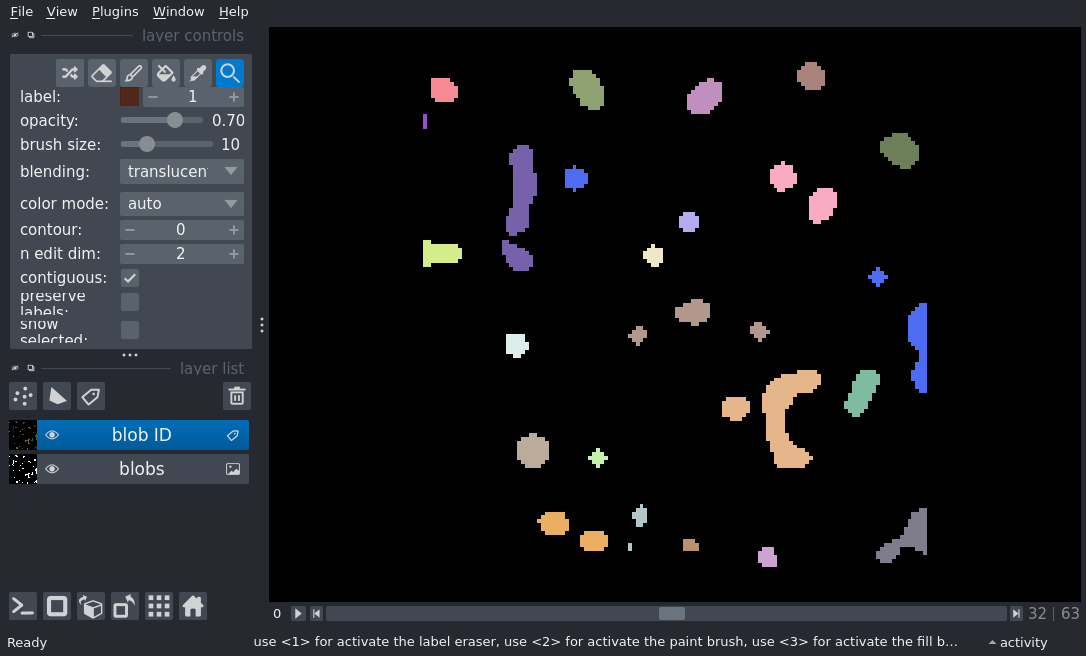 File View Plugins Window Help
layer controls
label: 1
opacity: 0.70
brush size: 10
blending: translucen
color mode: auto
contour: 0
n edit dim: 2
contiguous:
preserve
labels:
show
selected:
layer list
blob ID
blobs
0 32 63
Ready use <1> for activate the label eraser, use <2> for activate the paint brush, use <3> for activate the fill b... activity